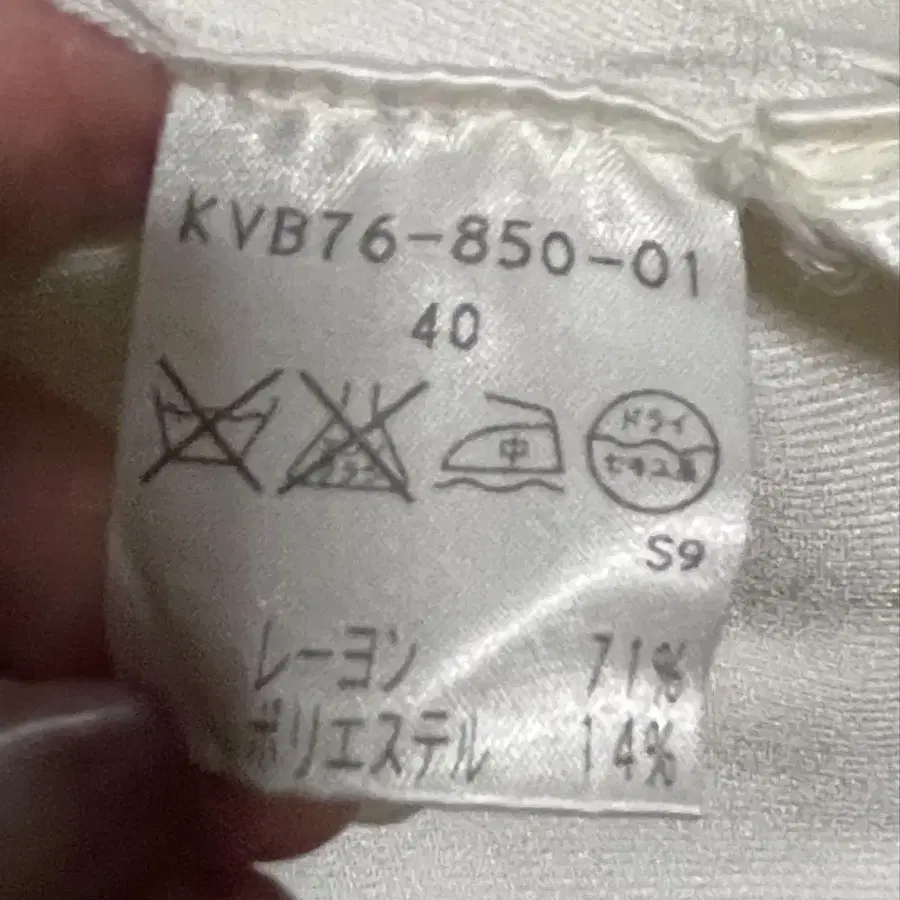 KVB76-850-01
40
中
ドライ
セキユ系
S9
レーヨン 71%
ポリエステル 14%